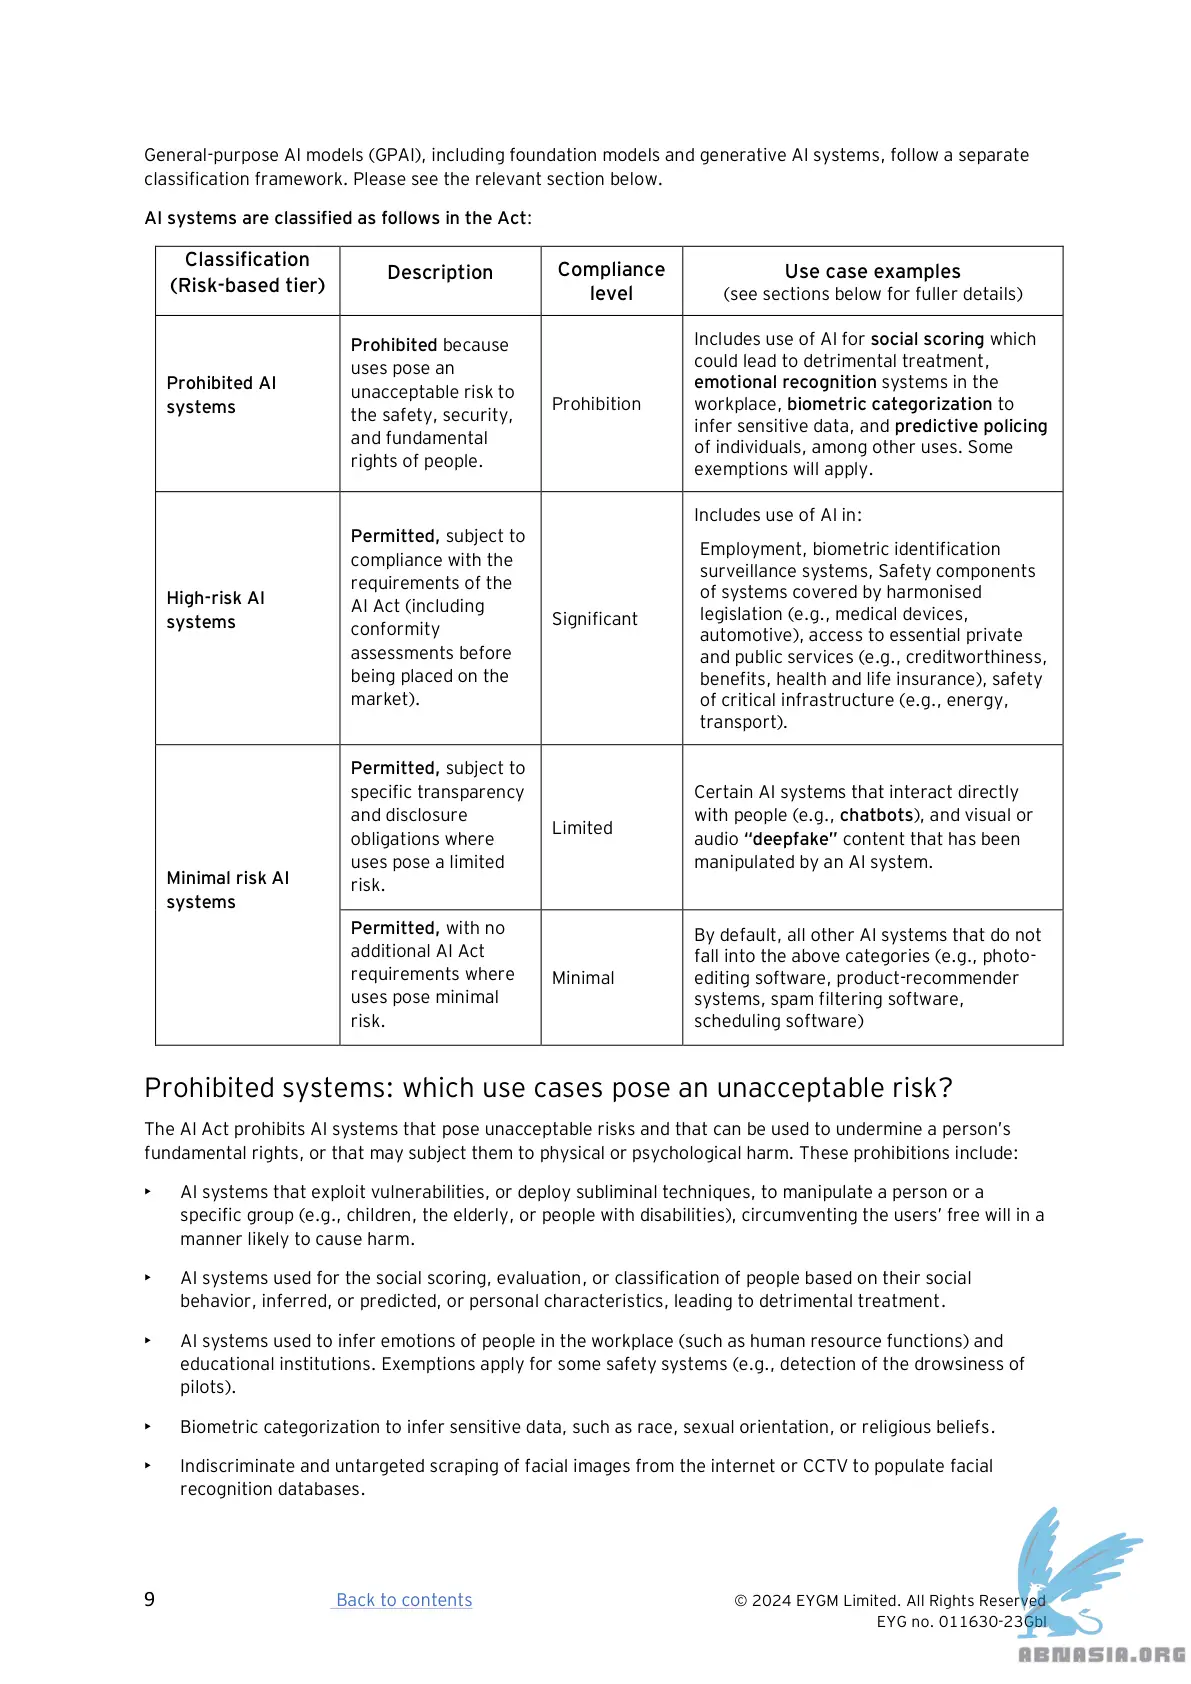 General-purpose AI models (GPAI), including foundation models and generative AI systems, follow a separate
classification framework. Please see the relevant section below.
AI systems are classified as follows in the Act:
Classification
(Risk-based tier)
Description
Compliance
level
Use case examples
(see sections below for fuller details)
Prohibited AI
systems
Prohibited because
uses pose an
unacceptable risk to
the safety, security,
and fundamental
rights of people.
Prohibition
Includes use of AI for social scoring which
could lead to detrimental treatment,
emotional recognition systems in the
workplace, biometric categorization to
infer sensitive data, and predictive policing
of individuals, among other uses. Some
exemptions will apply.
High-risk AI
systems
Permitted, subject to
compliance with the
requirements of the
AI Act (including
conformity
assessments before
being placed on the
market).
Significant
Includes use of AI in:
Employment, biometric identification
surveillance systems, Safety components
of systems covered by harmonised
legislation (e.g., medical devices,
automotive), access to essential private
and public services (e.g., creditworthiness,
benefits, health and life insurance), safety
of critical infrastructure (e.g., energy,
transport).
Minimal risk AI
systems
Permitted, subject to
specific transparency
and disclosure
obligations where
uses pose a limited
risk.
Limited
Certain AI systems that interact directly
with people (e.g., chatbots), and visual or
audio “deepfake” content that has been
manipulated by an AI system.
Permitted, with no
additional AI Act
requirements where
uses pose minimal
risk.
Minimal
By default, all other AI systems that do not
fall into the above categories (e.g., photo-
editing software, product-recommender
systems, spam filtering software,
scheduling software)
Prohibited systems: which use cases pose an unacceptable risk?
The AI Act prohibits AI systems that pose unacceptable risks and that can be used to undermine a person’s
fundamental rights, or that may subject them to physical or psychological harm. These prohibitions include:
‣ AI systems that exploit vulnerabilities, or deploy subliminal techniques, to manipulate a person or a
specific group (e.g., children, the elderly, or people with disabilities), circumventing the users’ free will in a
manner likely to cause harm.
‣ AI systems used for the social scoring, evaluation, or classification of people based on their social
behavior, inferred, or predicted, or personal characteristics, leading to detrimental treatment.
‣ AI systems used to infer emotions of people in the workplace (such as human resource functions) and
educational institutions. Exemptions apply for some safety systems (e.g., detection of the drowsiness of
pilots).
‣ Biometric categorization to infer sensitive data, such as race, sexual orientation, or religious beliefs.
‣ Indiscriminate and untargeted scraping of facial images from the internet or CCTV to populate facial
recognition databases.
9
Back to contents
© 2024 EYGM Limited. All Rights Reserved
EYG no. 011630-23Gbl
ABNASIA.ORG